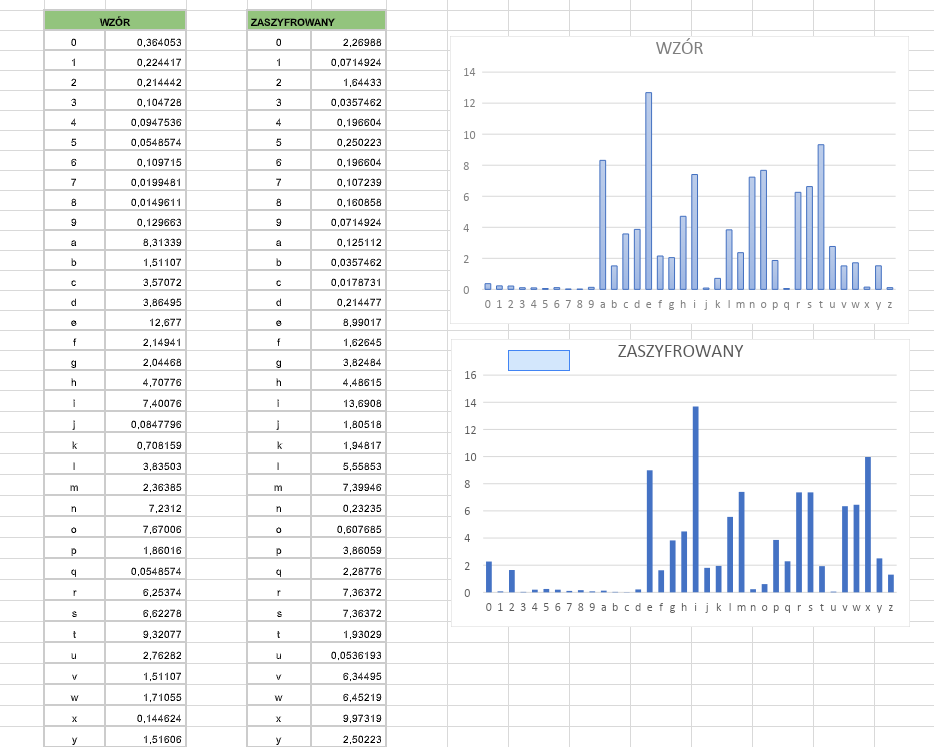 WZÓR ZASZYFROWANY
0 0,364053 0 2,26988
1 0,224417 1 0,0714924
2 0,214442 2 1,64433
3 0,104728 3 0,0357462
4 0,0947536 4 0,196604
5 0,0548574 5 0,250223
6 0,109715 6 0,196604
7 0,0199481 7 0,107239
8 0,0149611 8 0,160858
9 0,129663 9 0,0714924
a 8,31339 a 0,125112
b 1,51107 b 0,0357462
c 3,57072 c 0,0178731
d 3,86495 d 0,214477
e 12,677 e 8,99017
f 2,14941 f 1,62645
g 2,04468 g 3,82484
h 4,70776 h 4,48615
i 7,40076 i 13,6908
j 0,0847796 j 1,80518
k 0,708159 k 1,94817
l 3,83503 l 5,55853
m 2,36385 m 7,39946
n 7,2312 n 0,23235
o 7,67006 o 0,607685
p 1,86016 p 3,86059
q 0,0548574 q 2,28776
r 6,25374 r 7,36372
s 6,62278 s 7,36372
t 9,32077 t 1,93029
u 2,76282 u 0,0536193
v 1,51107 v 6,34495
w 1,71055 w 6,45219
x 0,144624 x 9,97319
y 1,51606 y 2,50223
WZÓR
14
12
10
8
6
4
2
0
0 1 2 3 4 5 6 7 8 9 a b c d e f g h i j k l m n o p q r s t u v w x y z
ZASZYFROWANY
16
14
12
10
8
6
4
2
0
0 1 2 3 4 5 6 7 8 9 a b c d e f g h i j k l m n o p q r s t u v w x y z